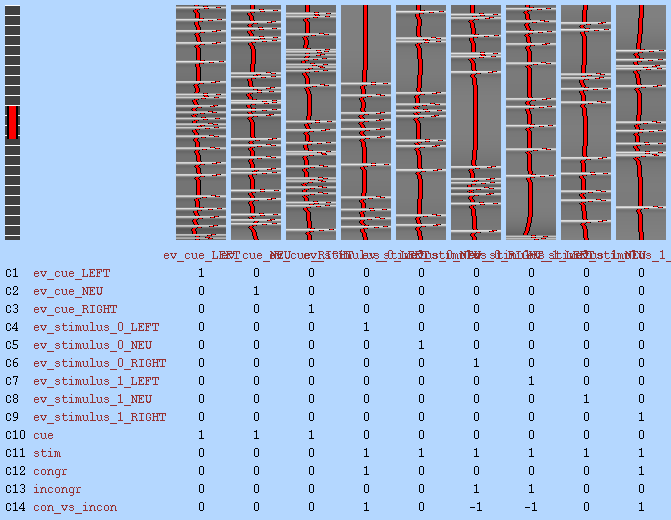 ev_cue_LEFT
C1 ev_cue_LEFT 1 0 0 0 0 0 0 0 0
C2 ev_cue_NEU 0 1 0 0 0 0 0 0 0
C3 ev_cue_RIGHT 0 0 1 0 0 0 0 0 0
C4 ev_stimulus_0_LEFT 0 0 0 1 0 0 0 0 0
C5 ev_stimulus_0_NEU 0 0 0 0 1 0 0 0 0
C6 ev_stimulus_0_RIGHT 0 0 0 0 0 1 0 0 0
C7 ev_stimulus_1_LEFT 0 0 0 0 0 0 1 0 0
C8 ev_stimulus_1_NEU 0 0 0 0 0 0 0 1 0
C9 ev_stimulus_1_RIGHT 0 0 0 0 0 0 0 0 1
C10 cue 1 1 1 0 0 0 0 0 0
C11 stim 0 0 0 1 1 1 1 1 1
C12 congr 0 0 0 1 0 0 0 0 1
C13 incongr 0 0 0 0 0 1 1 0 0
C14 con_vs_incon 0 0 0 1 0 -1 -1 0 1